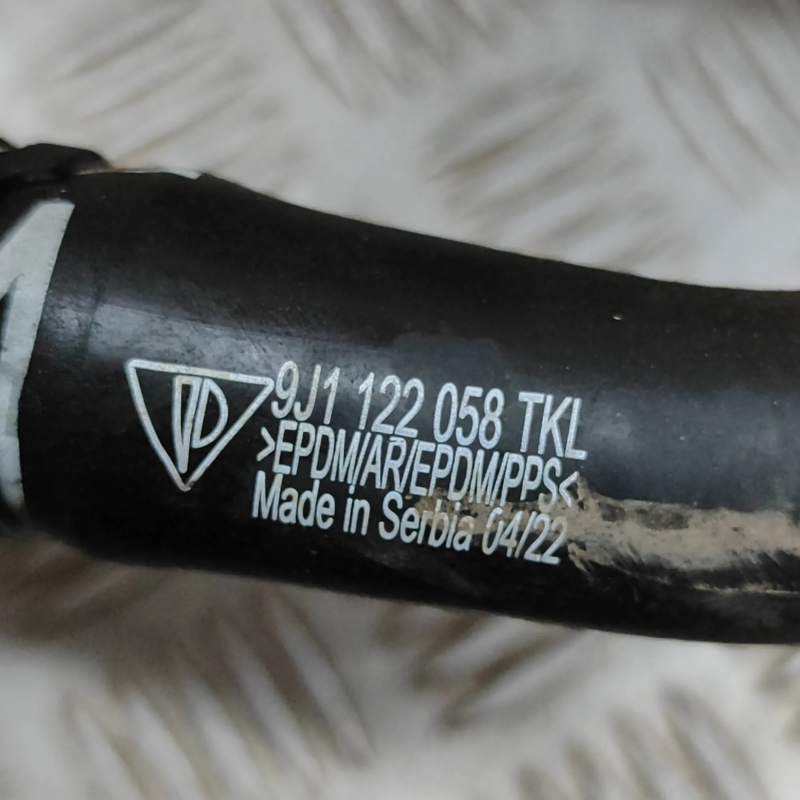 9J1 122 058 TKL
>EPDM/AR/EPDM/PPS<
Made in Serbia 04/22